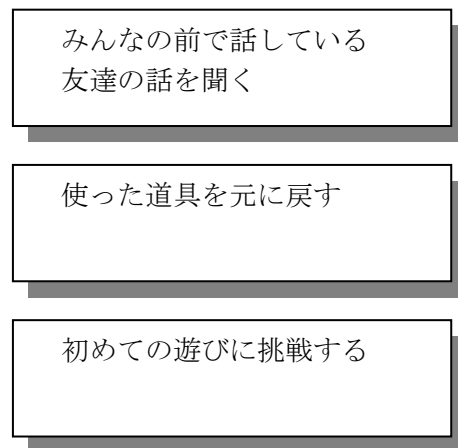 みんなの前で話している
友達の話を聞く
使った道具を元に戻す
初めての遊びに挑戦する